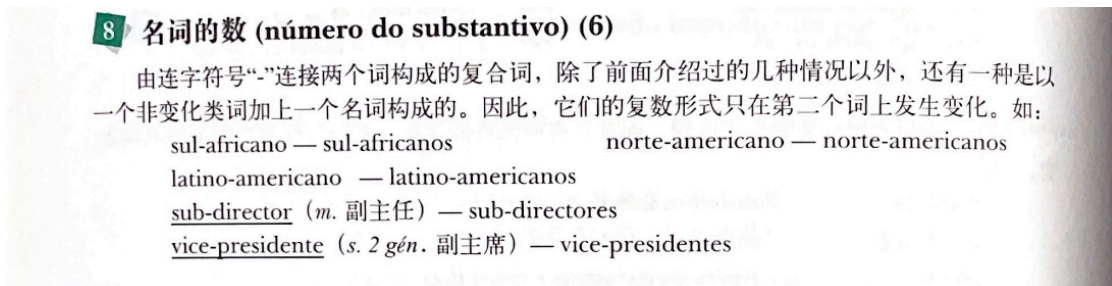 8 名词的数 (número do substantivo) (6)
由连字符号“-”连接两个词构成的复合词，除了前面介绍过的几种情况以外，还有一种是以
一个非变化类词加上一个名词构成的。因此，它们的复数形式只在第二个词上发生变化。如：
sul-africano — sul-africanos norte-americano — norte-americanos
latino-americano — latino-americanos
sub-director（m. 副主任）— sub-directores
vice-presidente（s. 2 gén. 副主席）— vice-presidentes